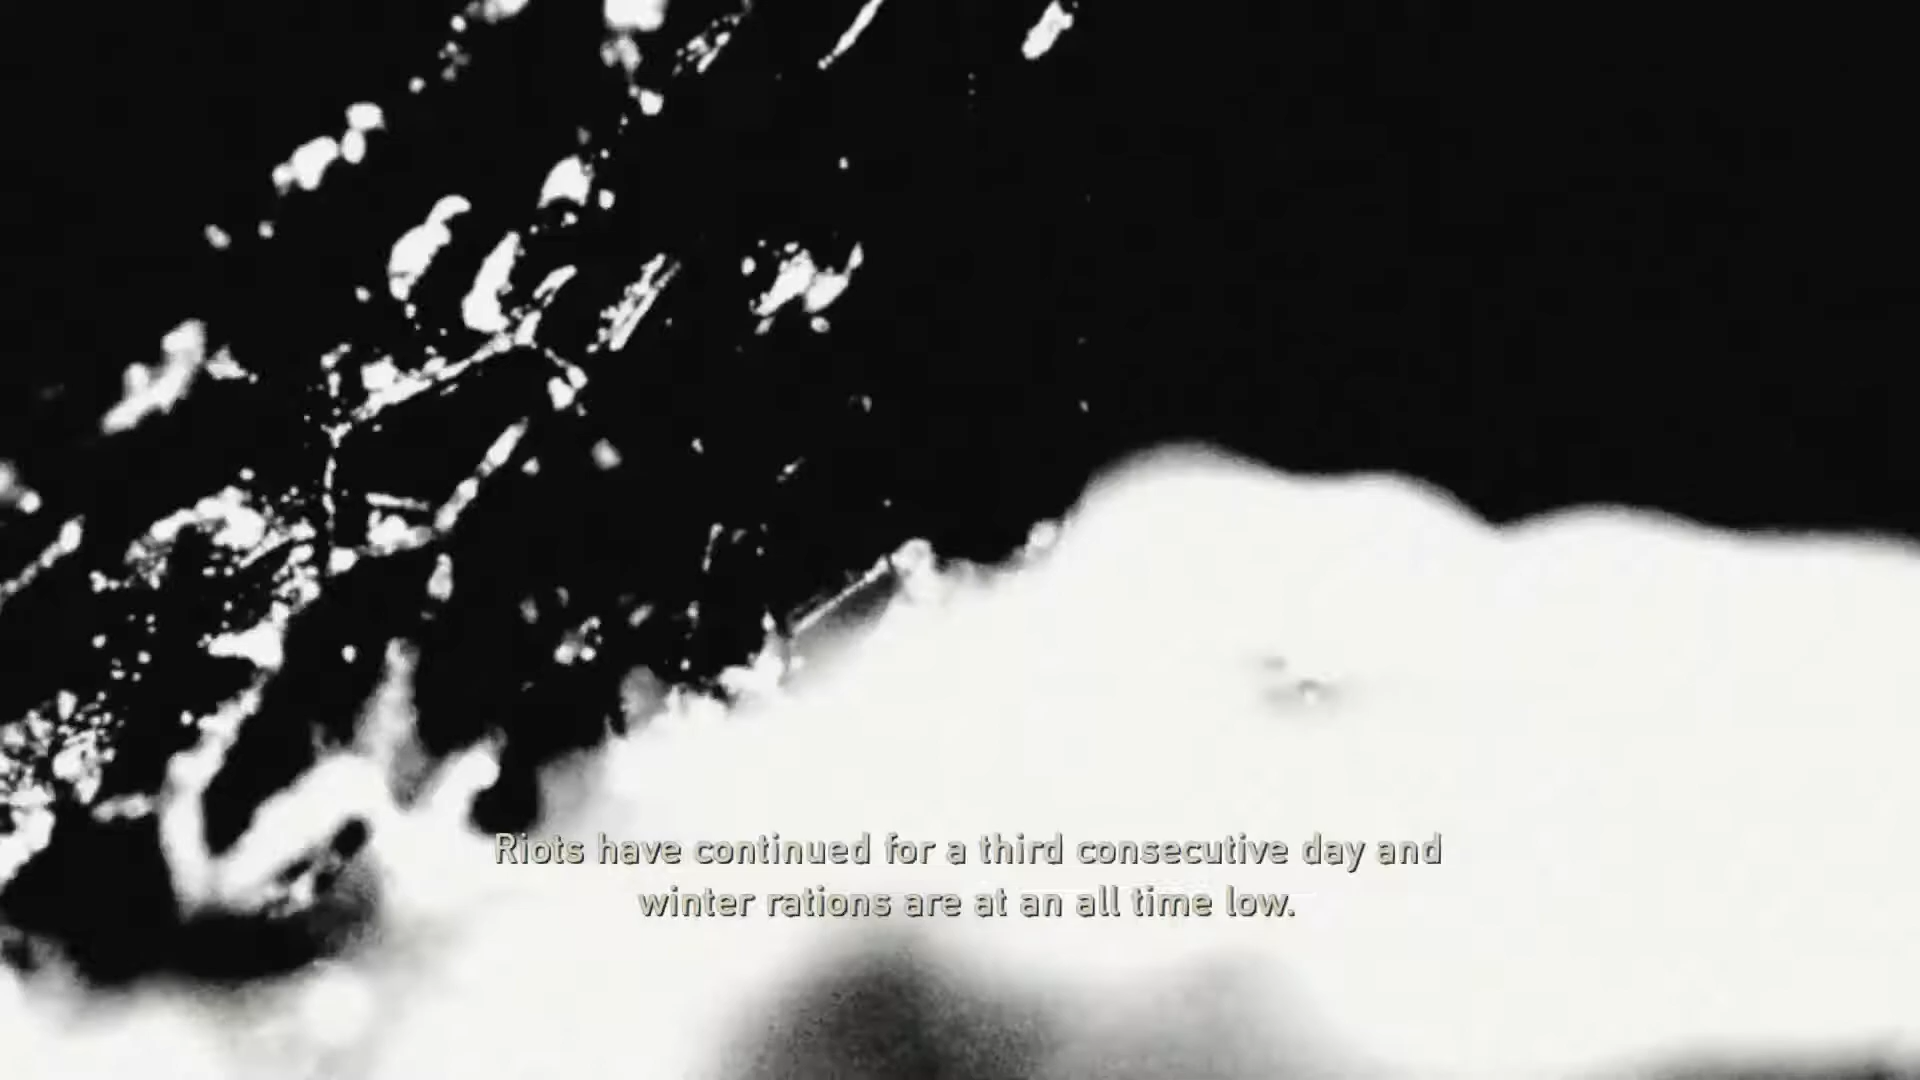 Riots have continued for a third consecutive day and
winter rations are at an all time low.